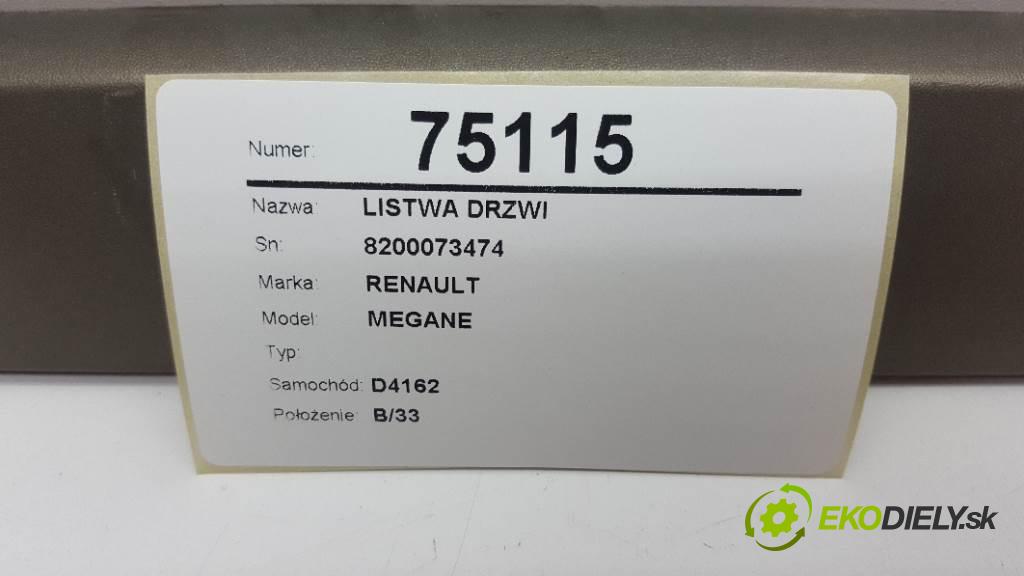 Numer: 75115
Nazwa: LISTWA DRZWI
Sn: 8200073474
Marka: RENAULT
Model: MEGANE
Typ:
Samochód: D4162
Położenie: B/33
EKODIELY.sk